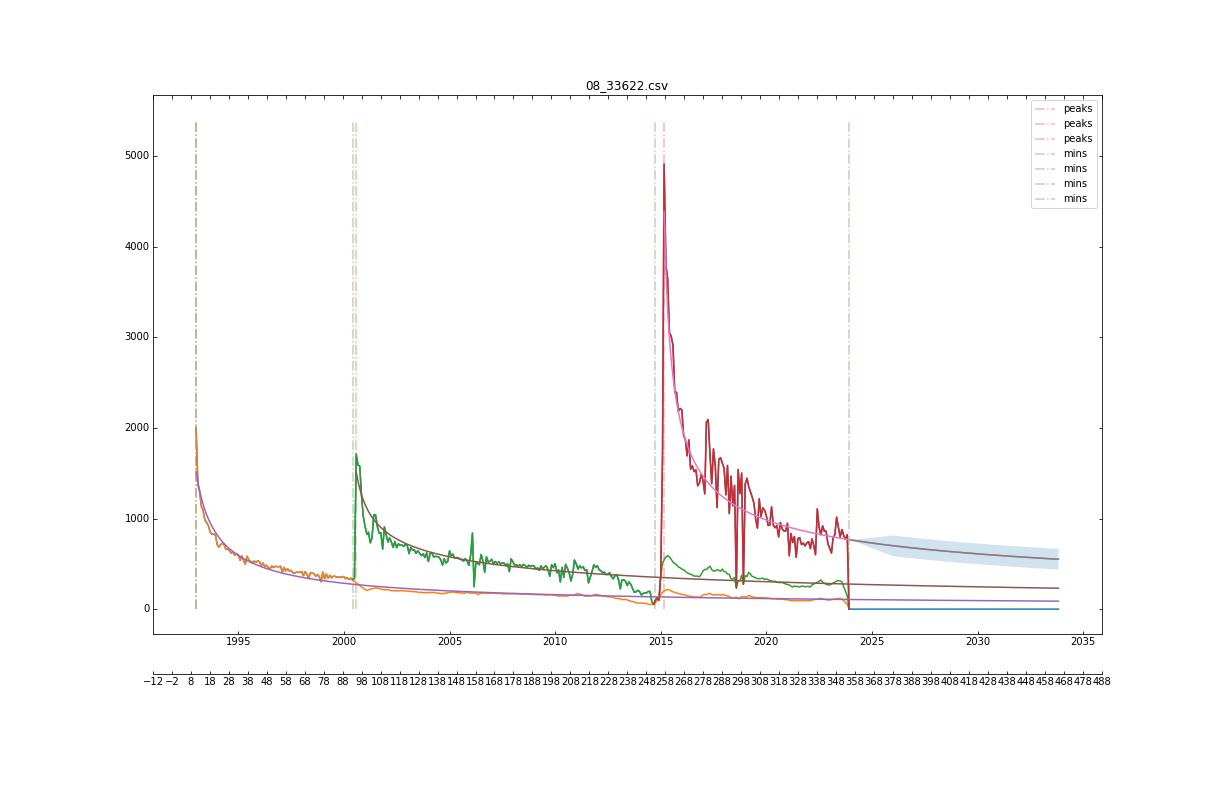 08_33622.csv
peaks
peaks
peaks
mins
mins
mins
mins
5000
4000
3000
2000
1000
0
1995 2000 2005 2010 2015 2020 2025 2030 2035
−12 −2 8 18 28 38 48 58 68 78 88 98 108 118 128 138 148 158 168 178 188 198 208 218 228 238 248 258 268 278 288 298 308 318 328 338 348 358 368 378 388 398 408 418 428 438 448 458 468 478 488